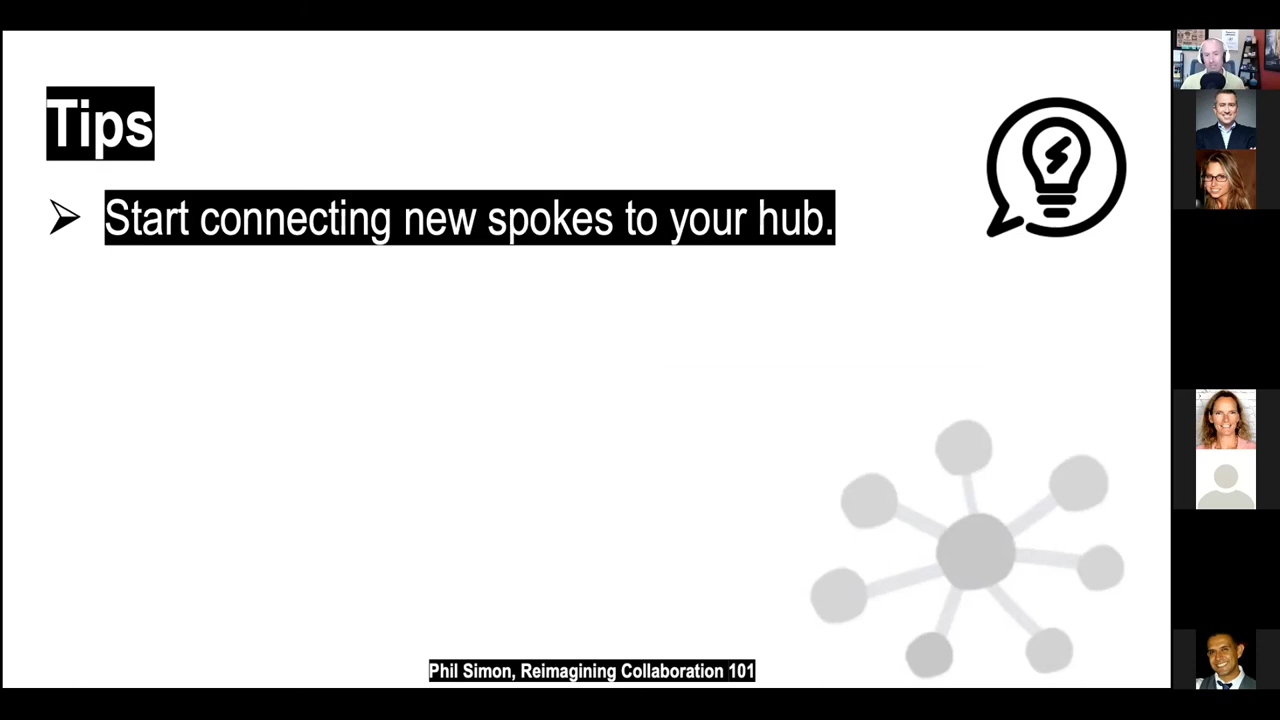 Tips
Start connecting new spokes to your hub.
Phil Simon, Reimagining Collaboration 101